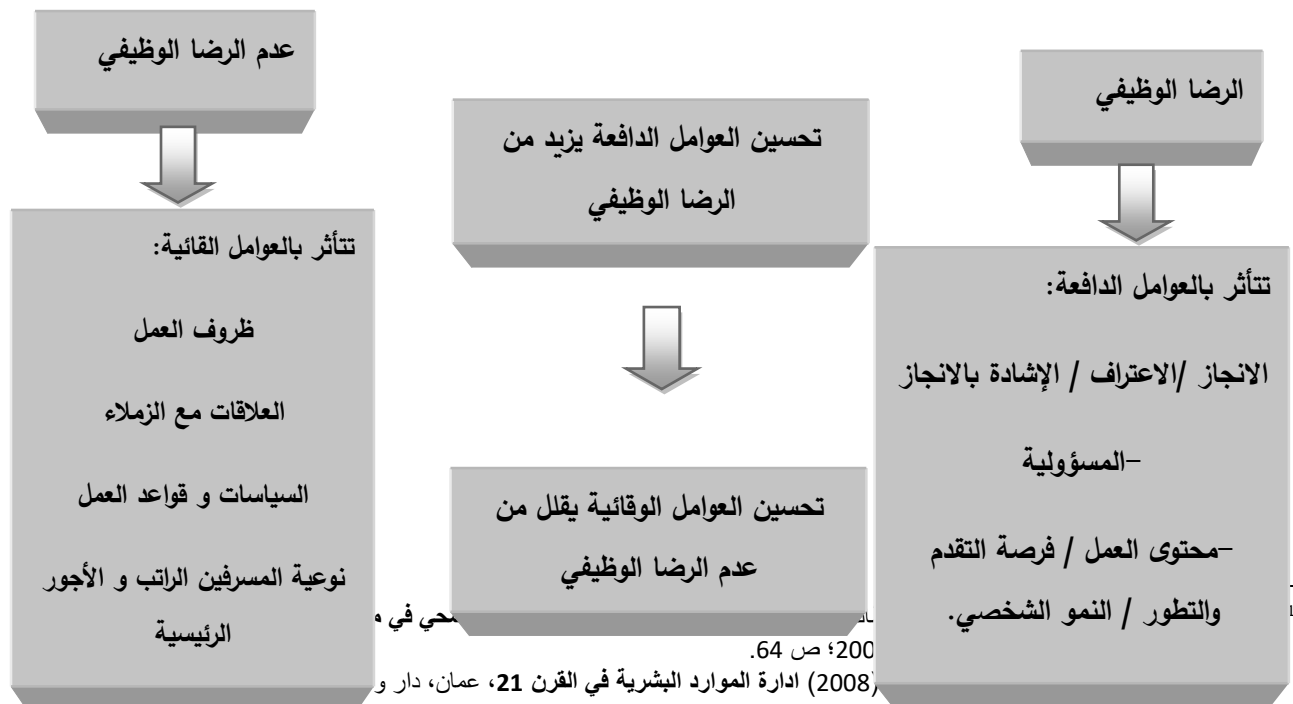 الرضا الوظيفي
تتأثر بالعوامل الدافعة:
الانجاز /الاعتراف / الإشادة بالانجاز
–المسؤولية
–محتوى العمل / فرصة التقدم
والتطور / النمو الشخصي.
تحسين العوامل الدافعة يزيد من
الرضا الوظيفي
تحسين العوامل الوقائية يقلل من
عدم الرضا الوظيفي
عدم الرضا الوظيفي
تتأثر بالعوامل القائية:
ظروف العمل
العلاقات مع الزملاء
السياسات و قواعد العمل
نوعية المسرفين الراتب و الأجور
الرئيسية
في
200؛ ص 64.
(2008) ادارة الموارد البشرية في القرن 21، عمان، دار